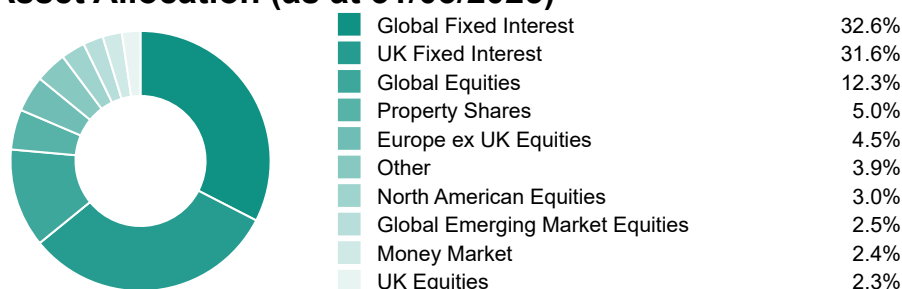 Global Fixed Interest 32.6%
UK Fixed Interest 31.6%
Global Equities 12.3%
Property Shares 5.0%
Europe ex UK Equities 4.5%
Other 3.9%
North American Equities 3.0%
Global Emerging Market Equities 2.5%
Money Market 2.4%
UK Equities 2.3%